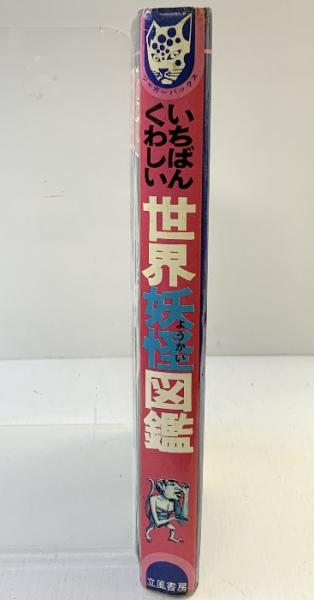 ジャガーバックス
いちばん
くわしい
世界妖怪図鑑
ようかい
立風書房